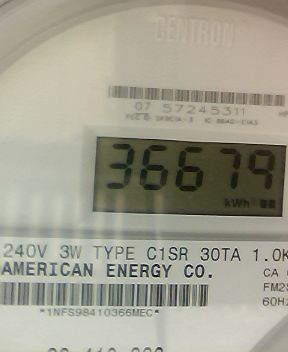 CENTRON
07 57245311
36679
kWh
240V 3W TYPE C1SR 30TA 1.0K
AMERICAN ENERGY CO.
CA
FM2S
60Hz
*1NFS98410366MEC*